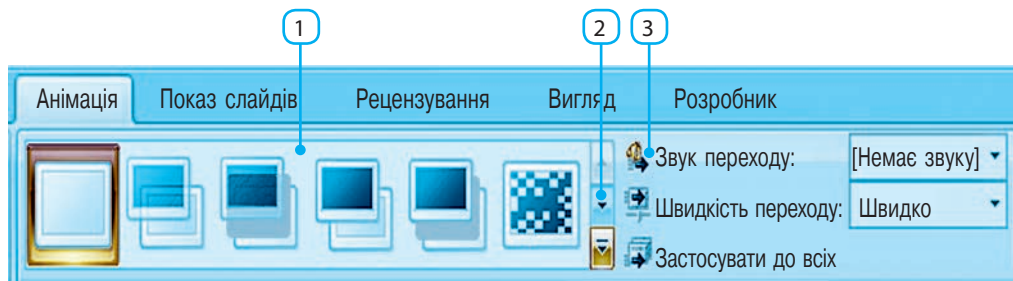 1 2 3
Анімація Показ слайдів Рецензування Вигляд Розробник
Звук переходу: [Немає звуку]
Швидкість переходу: Швидко
Застосувати до всіх